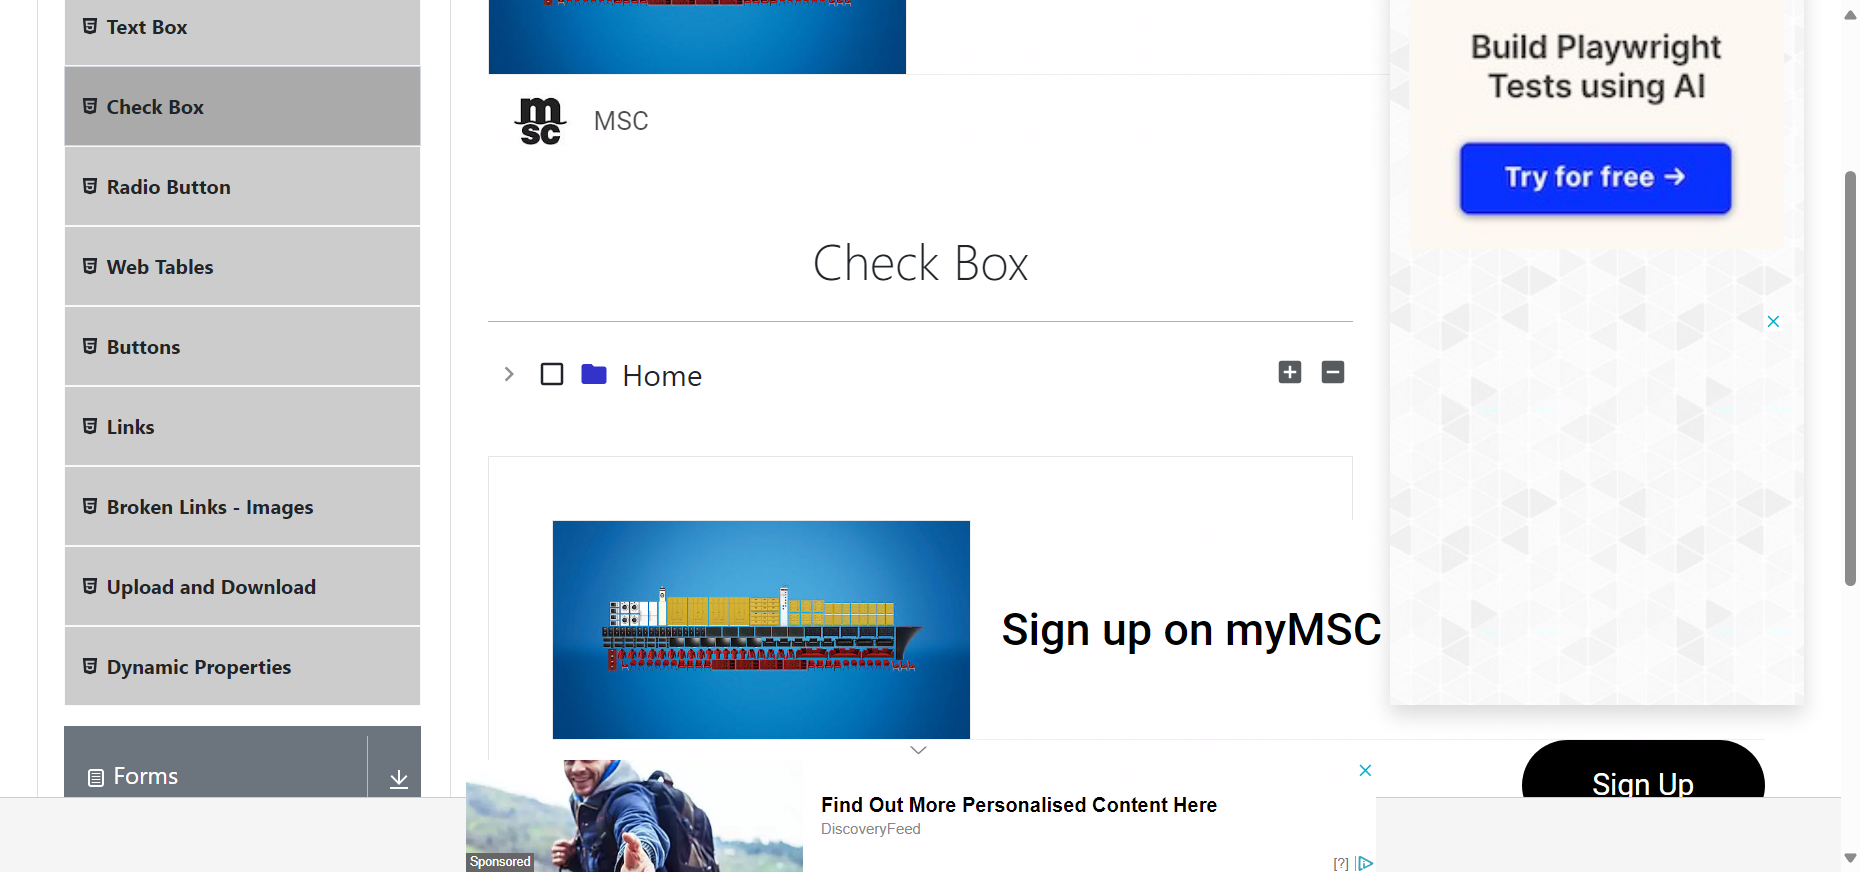 Text Box
Check Box
Radio Button
Web Tables
Buttons
Links
Broken Links - Images
Upload and Download
Dynamic Properties
Forms
msc
MSC
Check Box
Home
Sign up on myMSC
Sign Up
Build Playwright
Tests using AI
Try for free →
Find Out More Personalised Content Here
DiscoveryFeed
Sponsored
[?]